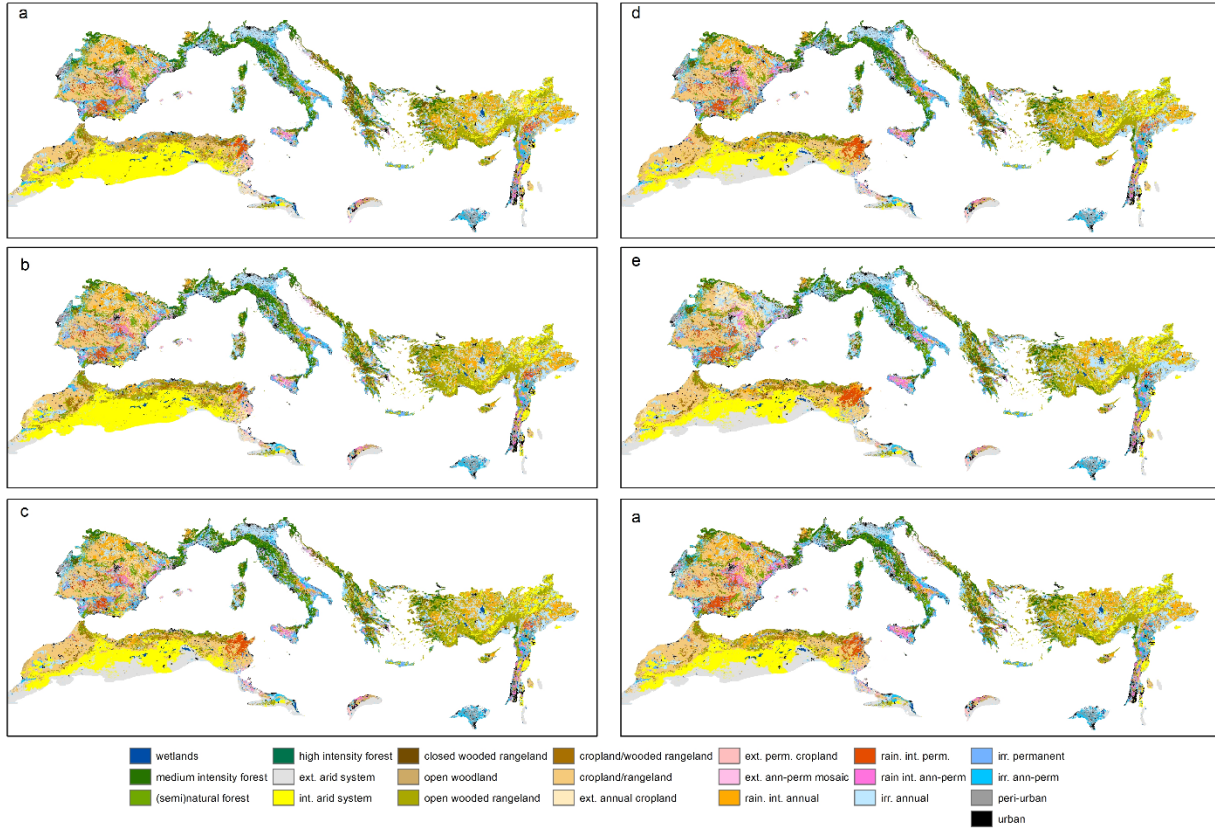 a
d
b
e
c
a
wetlands high intensity forest closed wooded rangeland cropland/wooded rangeland ext. perm. cropland rain. int. perm. irr. permanent
medium intensity forest ext. arid system open woodland cropland/rangeland ext. ann-perm mosaic rain int. ann-perm irr. ann-perm
(semi)natural forest int. arid system open wooded rangeland ext. annual cropland rain. int. annual irr. annual peri-urban
urban